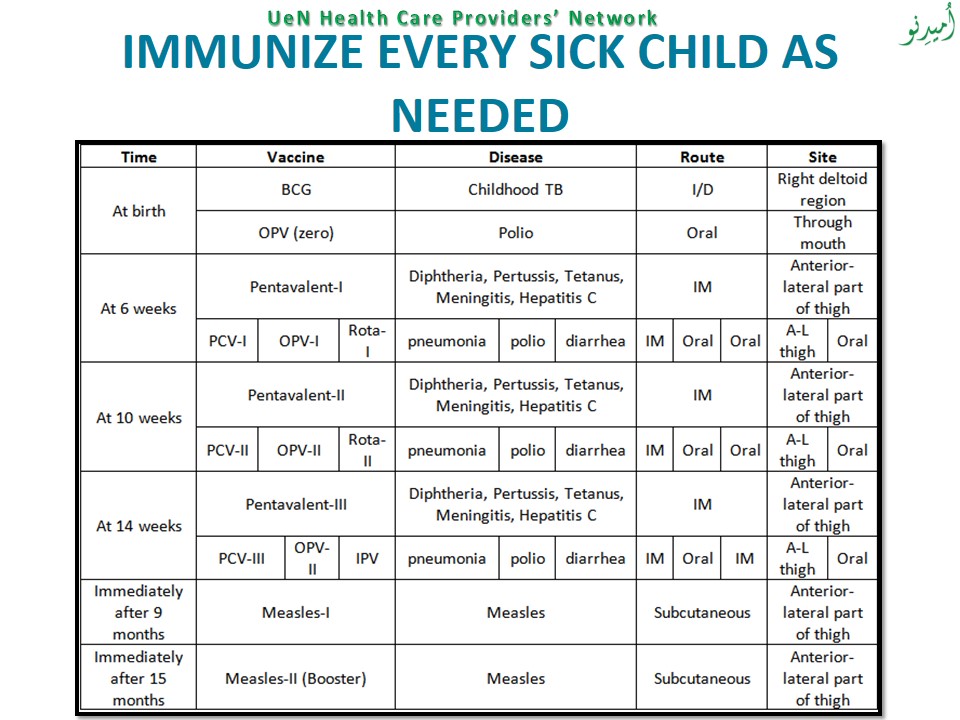 UeN Health Care Providers’ Network
اُمیدِنو
IMMUNIZE EVERY SICK CHILD AS
NEEDED
Time Vaccine Disease Route Site
At birth
BCG Childhood TB I/D Right deltoid
region
OPV (zero) Polio Oral Through
mouth
At 6 weeks
Pentavalent-I
Diphtheria, Pertussis, Tetanus,
Meningitis, Hepatitis C
IM
Anterior-
lateral part
of thigh
PCV-I OPV-I Rota-
I
pneumonia polio diarrhea IM Oral Oral A-L
thigh
Oral
At 10 weeks
Pentavalent-II
Diphtheria, Pertussis, Tetanus,
Meningitis, Hepatitis C
IM
Anterior-
lateral part
of thigh
PCV-II OPV-II Rota-
II
pneumonia polio diarrhea IM Oral Oral A-L
thigh
Oral
At 14 weeks
Pentavalent-III
Diphtheria, Pertussis, Tetanus,
Meningitis, Hepatitis C
IM
Anterior-
lateral part
of thigh
PCV-III OPV-
II
IPV pneumonia polio diarrhea IM Oral IM A-L
thigh
Oral
Immediately
after 9
months
Measles-I Measles Subcutaneous
Anterior-
lateral part
of thigh
Immediately
after 15
months
Measles-II (Booster) Measles Subcutaneous
Anterior-
lateral part
of thigh